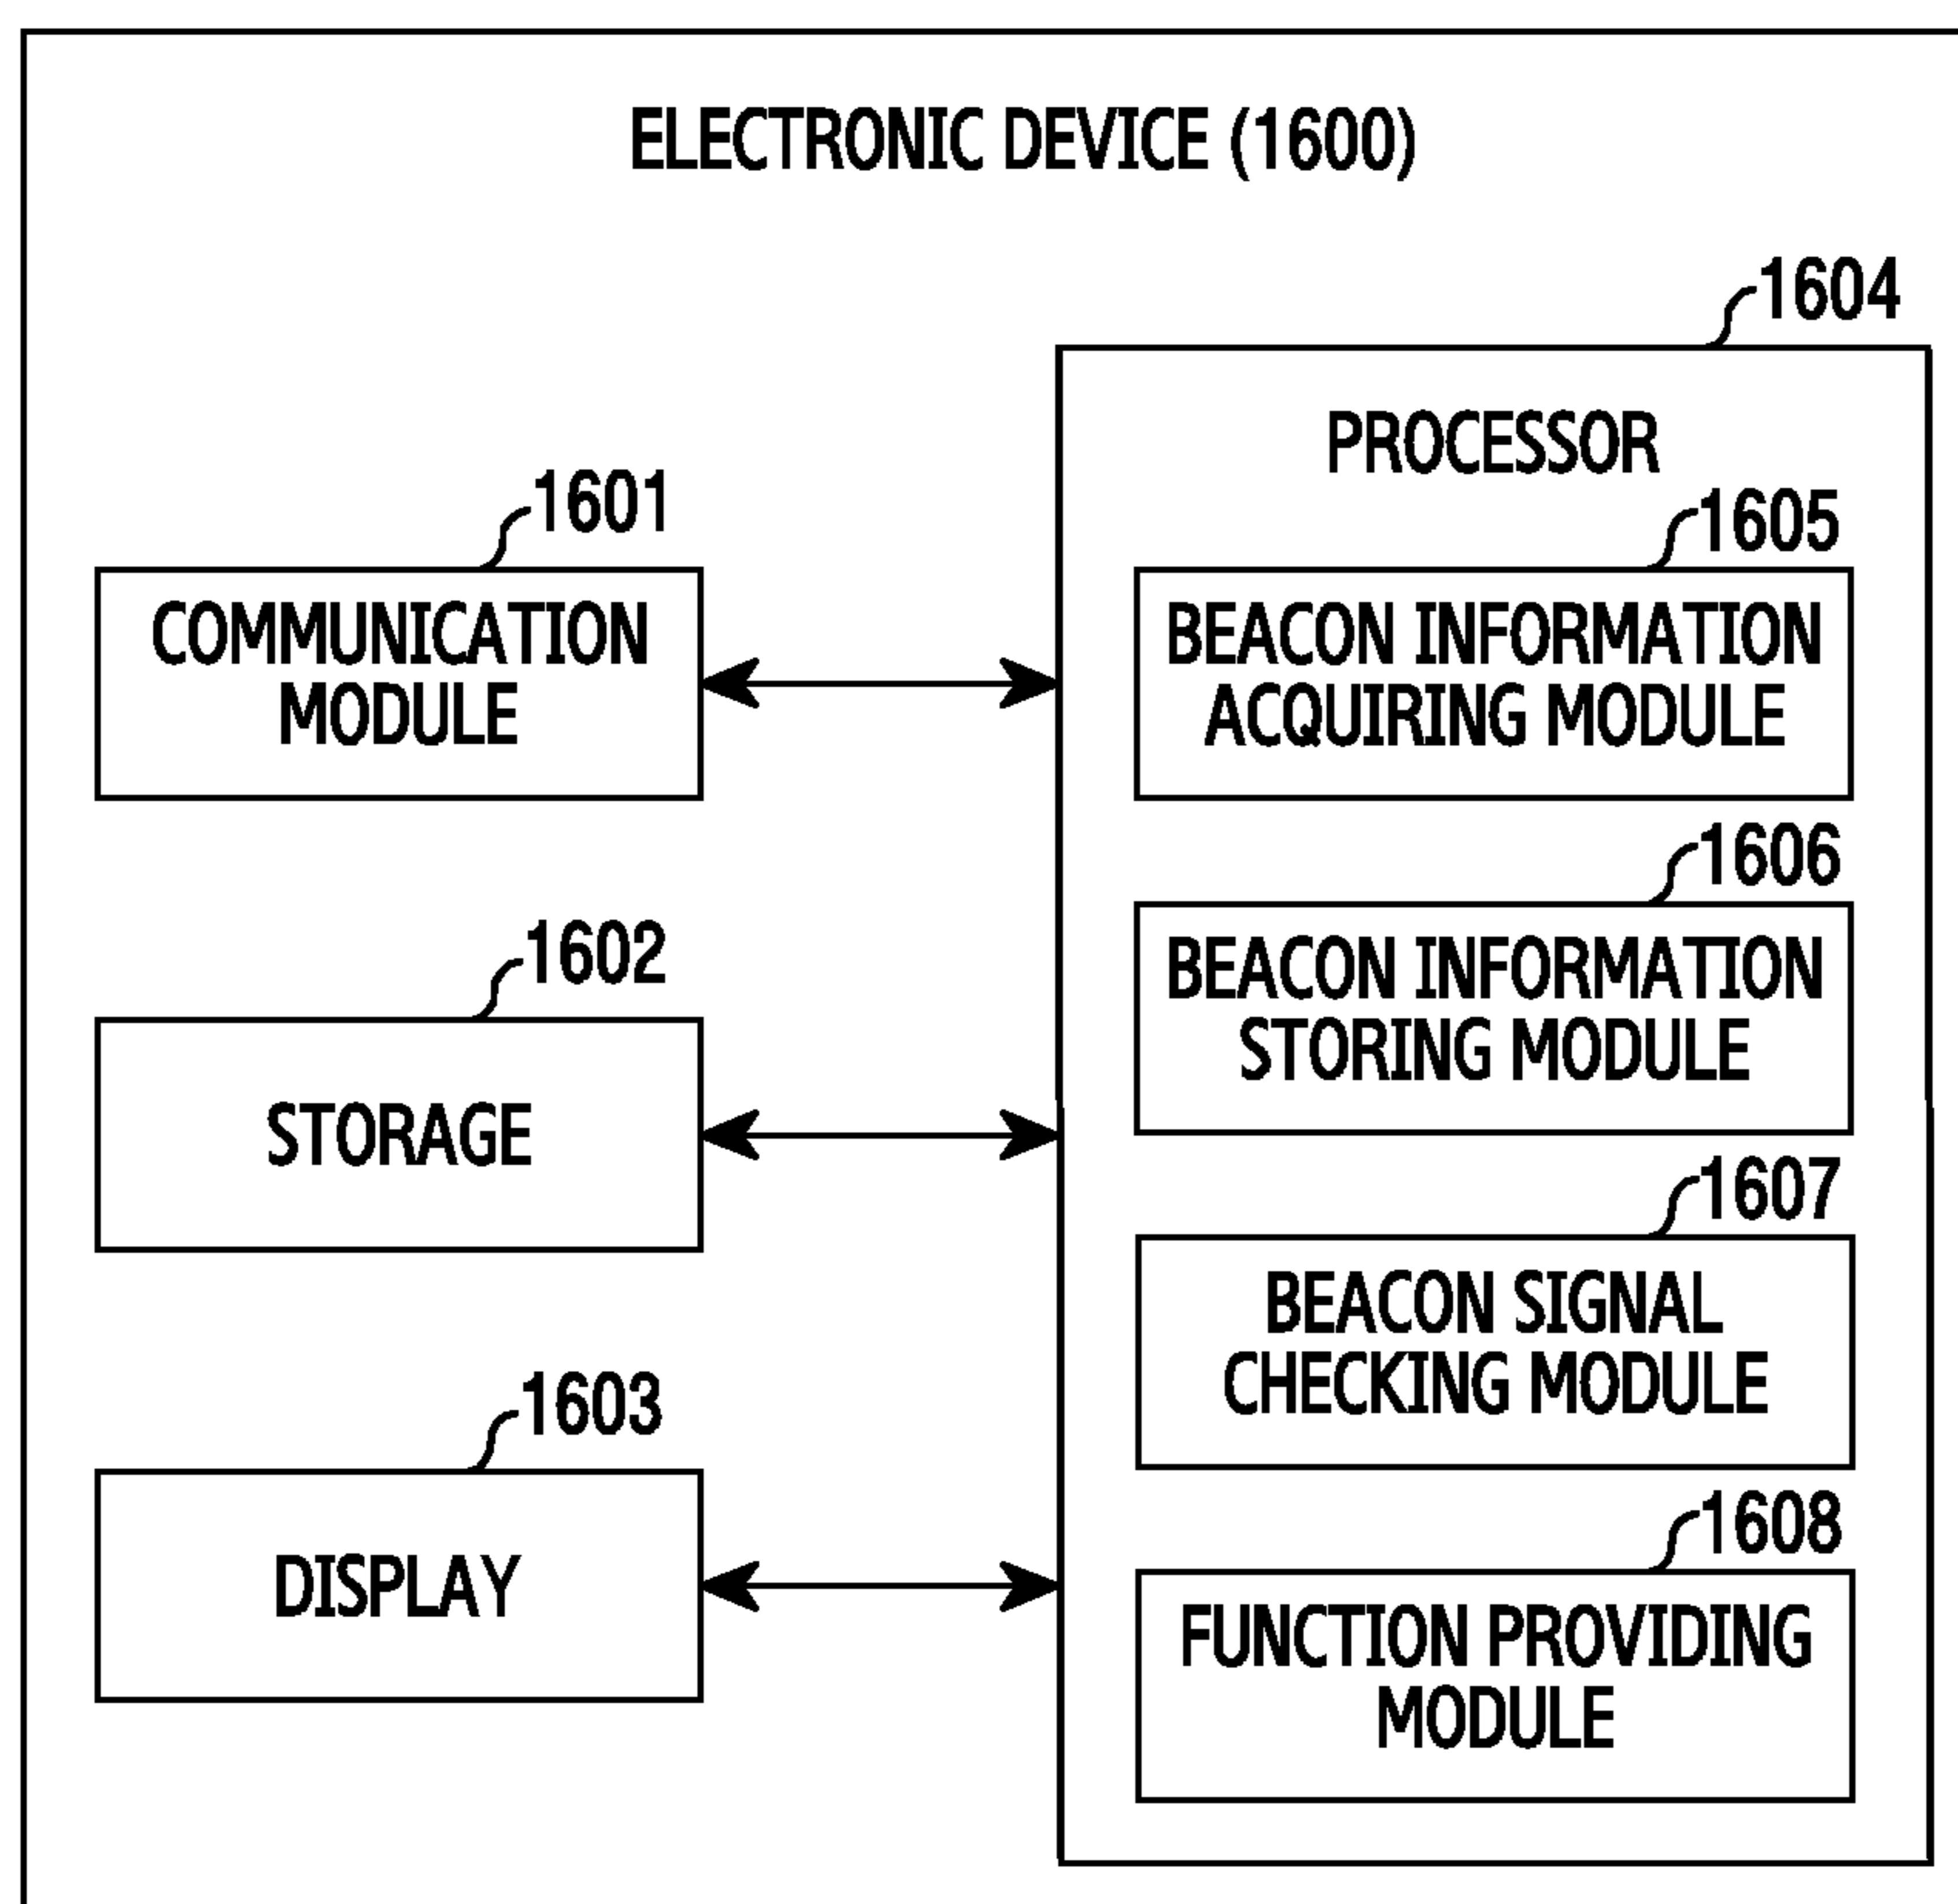 ELECTRONIC DEVICE (1600)
1604
PROCESSOR
1601
COMMUNICATION
MODULE
1602
STORAGE
1603
DISPLAY
1605
BEACON INFORMATION
ACQUIRING MODULE
1606
BEACON INFORMATION
STORING MODULE
1607
BEACON SIGNAL
CHECKING MODULE
1608
FUNCTION PROVIDING
MODULE